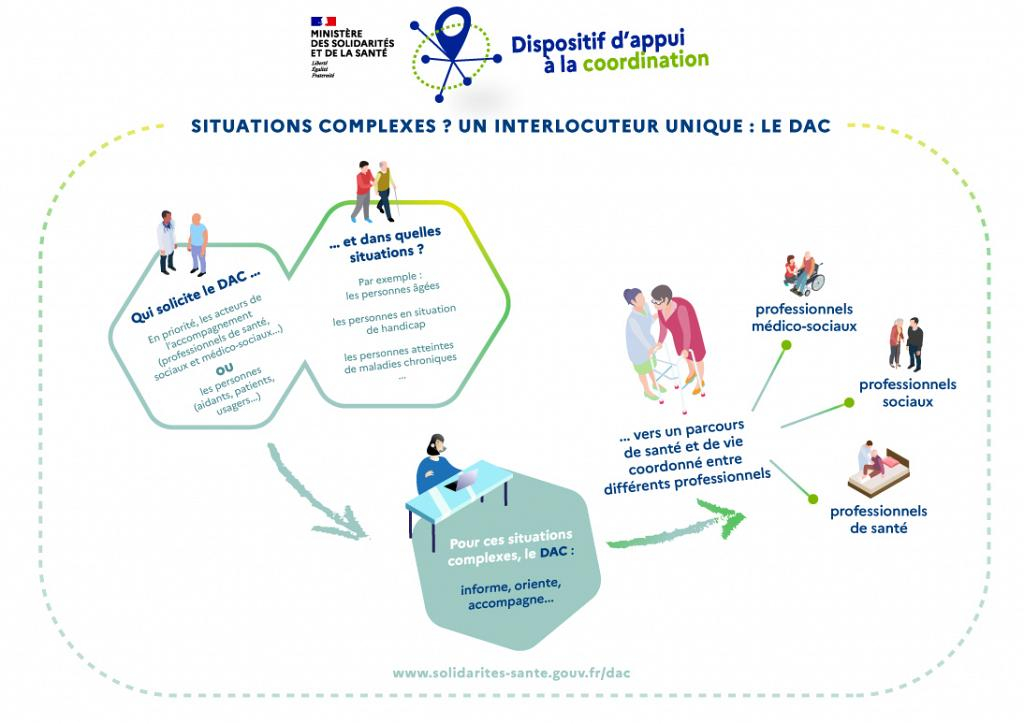 MINISTÈRE
DES SOLIDARITÉS
ET DE LA SANTÉ
Liberté
Égalité
Fraternité
Dispositif d'appui
à la coordination
SITUATIONS COMPLEXES ? UN INTERLOCUTEUR UNIQUE : LE DAC
Qui solicite le DAC ...
En priorité, les acteurs de
l'accompagnement
(professionnels de santé,
sociaux et médico-sociaux...)
OU
les personnes
(aidants, patients,
usagers...)
... et dans quelles
situations ?
Par exemple :
les personnes âgées
les personnes en situation
de handicap
les personnes atteintes
de maladies chroniques
...
Pour ces situations
complexes, le DAC :
informe, oriente,
accompagne...
... vers un parcours
de santé et de vie
coordonné entre
différents professionnels
professionnels
médico-sociaux
professionnels
sociaux
professionnels
de santé
www.solidarites-sante.gouv.fr/dac